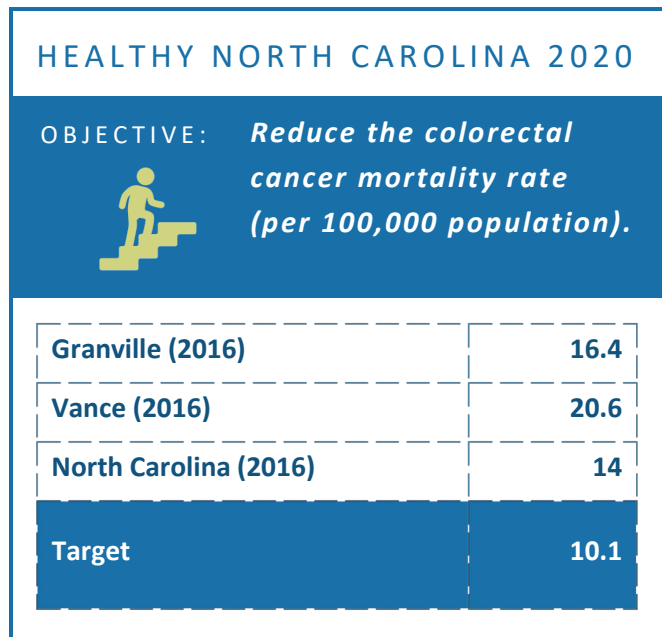 HEALTHY NORTH CAROLINA 2020
OBJECTIVE: Reduce the colorectal
cancer mortality rate
(per 100,000 population).
Granville (2016) 16.4
Vance (2016) 20.6
North Carolina (2016) 14
Target 10.1